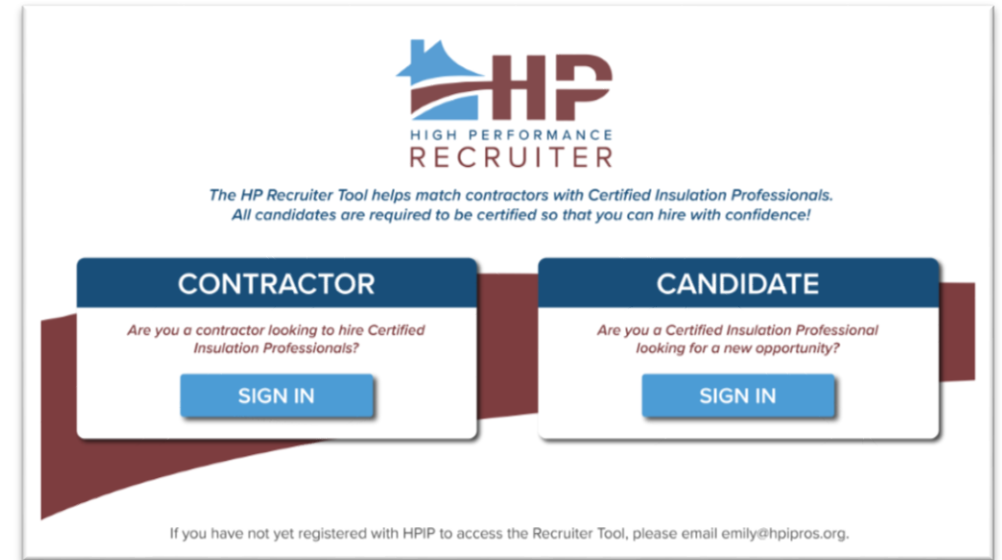 HP
HIGH PERFORMANCE
RECRUITER
The HP Recruiter Tool helps match contractors with Certified Insulation Professionals.
All candidates are required to be certified so that you can hire with confidence!
CONTRACTOR
Are you a contractor looking to hire Certified
Insulation Professionals?
SIGN IN
CANDIDATE
Are you a Certified Insulation Professional
looking for a new opportunity?
SIGN IN
If you have not yet registered with HPIP to access the Recruiter Tool, please email emily@hpipros.org.